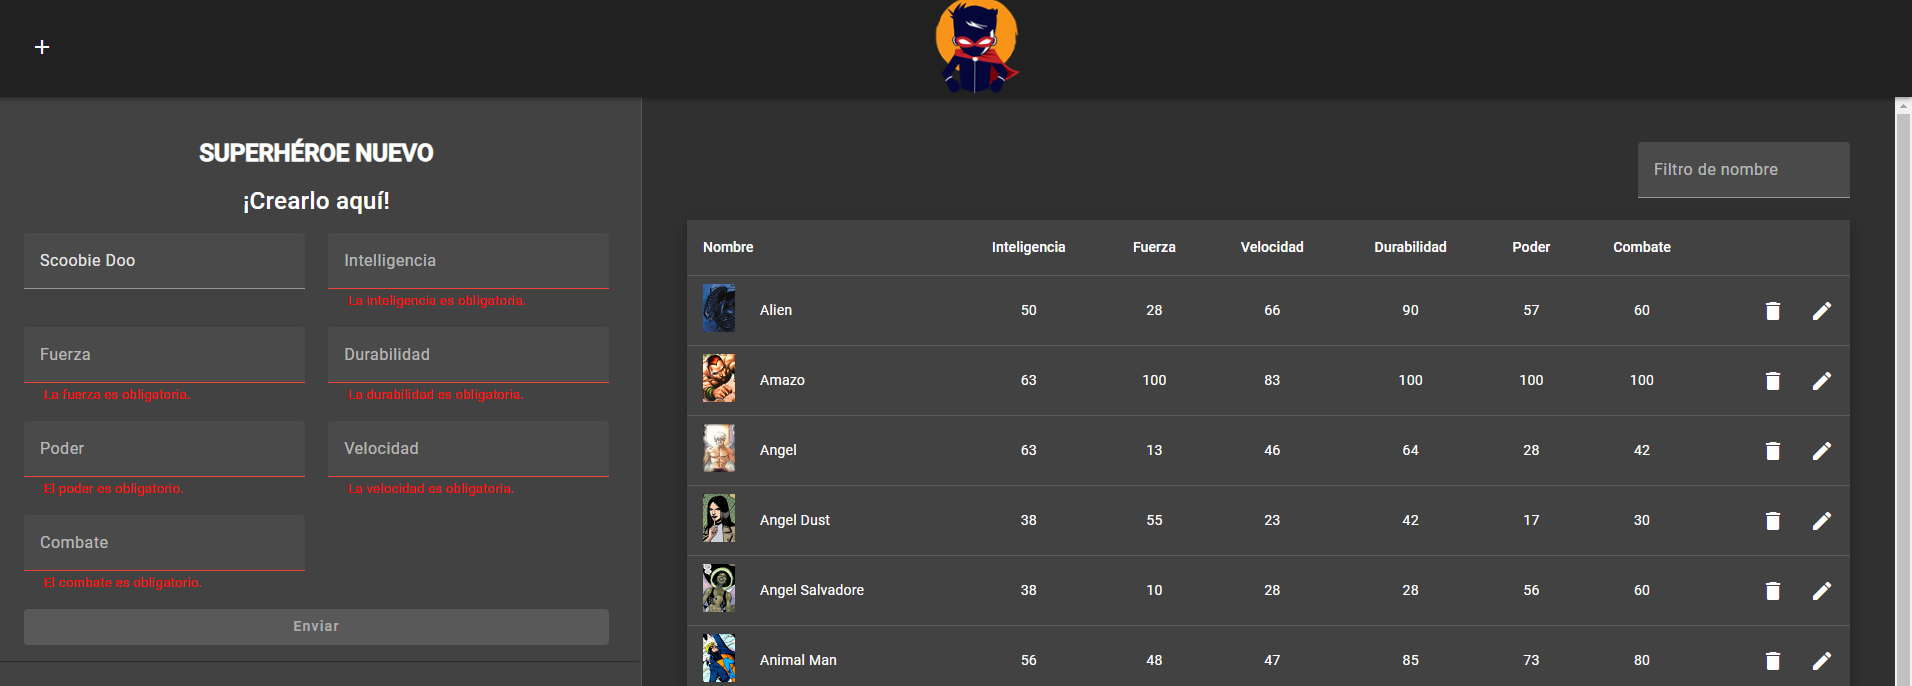 +
SUPERHÉROE NUEVO
¡Crearlo aquí!
Scoobie Doo
Intelligencia
La inteligencia es obligatoria.
Fuerza
La fuerza es obligatoria.
Durabilidad
La durabilidad es obligatoria.
Poder
El poder es obligatorio.
Velocidad
La velocidad es obligatoria.
Combate
El combate es obligatorio.
Enviar
Filtro de nombre
Nombre Inteligencia Fuerza Velocidad Durabilidad Poder Combate
Alien 50 28 66 90 57 60
Amazo 63 100 83 100 100 100
Angel 63 13 46 64 28 42
Angel Dust 38 55 23 42 17 30
Angel Salvadore 38 10 28 28 56 60
Animal Man 56 48 47 85 73 80